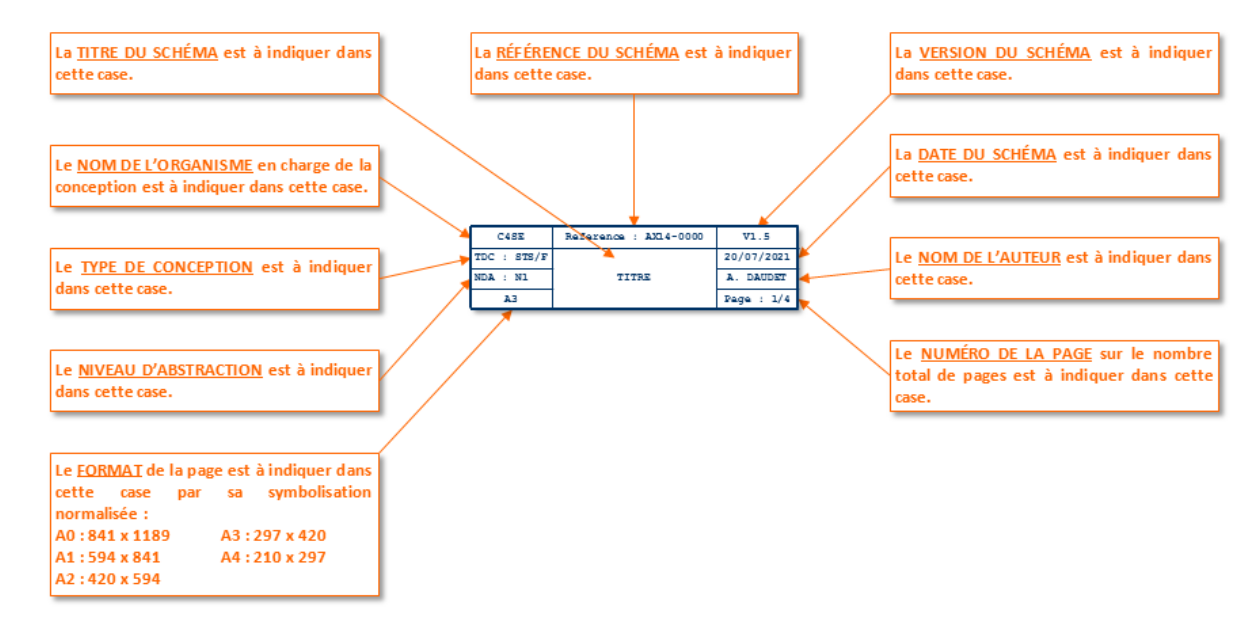 La TITRE DU SCHÉMA est à indiquer dans
cette case.
La RÉFÉRENCE DU SCHÉMA est à indiquer
dans cette case.
La VERSION DU SCHÉMA est à indiquer
dans cette case.
Le NOM DE L'ORGANISME en charge de la
conception est à indiquer dans cette case.
La DATE DU SCHÉMA est à indiquer dans
cette case.
C4SE
Reference : AX14-0000
V1.5
TDC : STS/F
20/07/2021
NDA : N1
TITRE
A. DAUDET
A3
Page : 1/4
Le TYPE DE CONCEPTION est à indiquer
dans cette case.
Le NOM DE L'AUTEUR est à indiquer dans
cette case.
Le NIVEAU D'ABSTRACTION est à indiquer
dans cette case.
Le NUMÉRO DE LA PAGE sur le nombre
total de pages est à indiquer dans cette
case.
Le FORMAT de la page est à indiquer dans
cette case par sa symbolisation
normalisée :
A0 : 841 x 1189 A3 : 297 x 420
A1 : 594 x 841 A4 : 210 x 297
A2 : 420 x 594